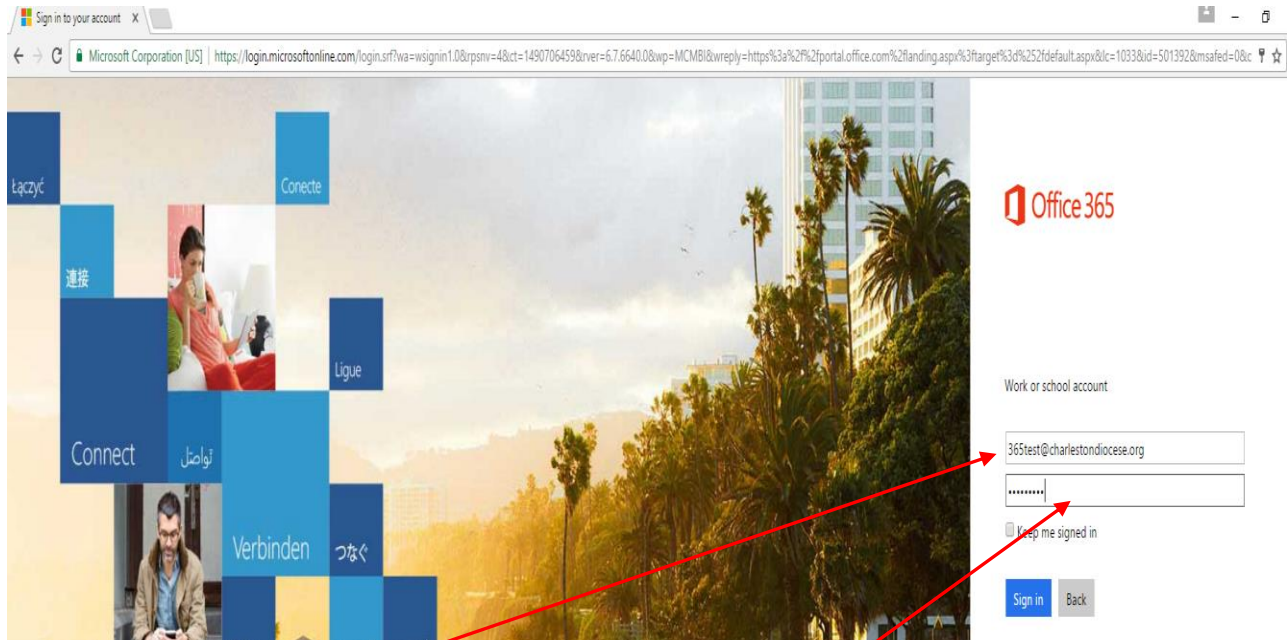 Sign in to your account
Microsoft Corporation [US] | https://login.microsoftonline.com/login.srf?wa=wsignin1.0&rpsnv=4&ct=1490706459&rver=6.7.6640.0&wp=MCMBI&wreply=https%3a%2f%2fportal.office.com%2flanding.aspx%3ftarget%3d%252fdefault.aspx&lc=1033&id=501392&msafed=0&c
Łączyć
Conecte
連接
Ligue
Connect
تواصل
Verbinden
つなぐ
Office 365
Work or school account
365test@charlestondiocese.org
•••••••••
Keep me signed in
Sign in
Back